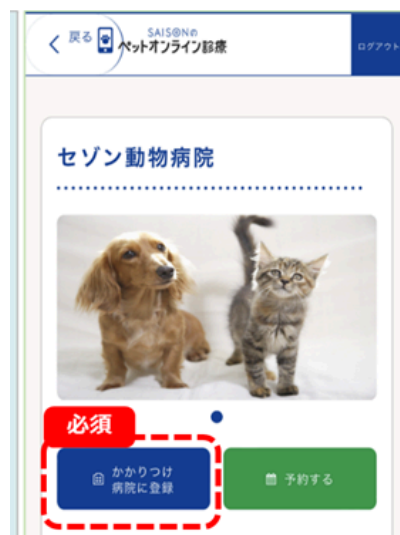 戻る
SAISONの
ペットオンライン診療
ログアウト
セゾン動物病院
必須
かかりつけ
病院に登録
予約する